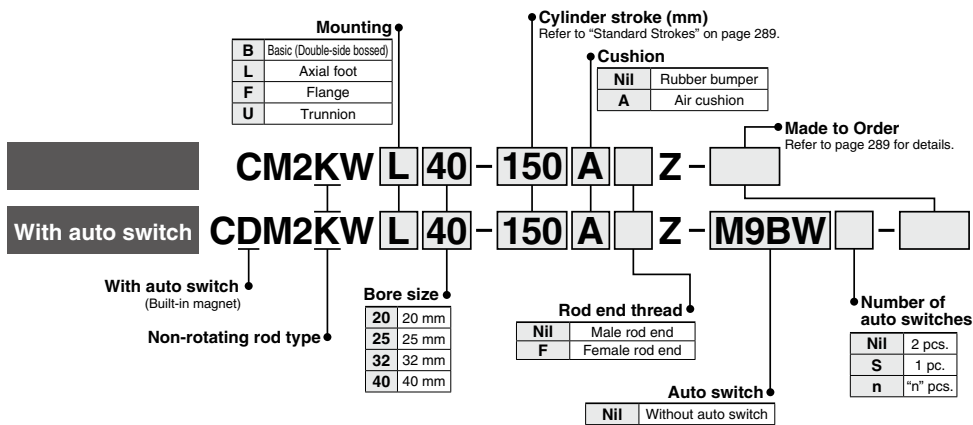 Mounting
B Basic (Double-side bossed)
L Axial foot
F Flange
U Trunnion
Cylinder stroke (mm)
Refer to “Standard Strokes” on page 289.
Cushion
Nil Rubber bumper
A Air cushion
Made to Order
Refer to page 289 for details.
CM2KW L 40 – 150 A Z –
With auto switch CDM2KW L 40 – 150 A Z – M9BW –
With auto switch
(Built-in magnet)
Non-rotating rod type
Bore size
20 20 mm
25 25 mm
32 32 mm
40 40 mm
Rod end thread
Nil Male rod end
F Female rod end
Auto switch
Nil Without auto switch
Number of
auto switches
Nil 2 pcs.
S 1 pc.
n “n” pcs.